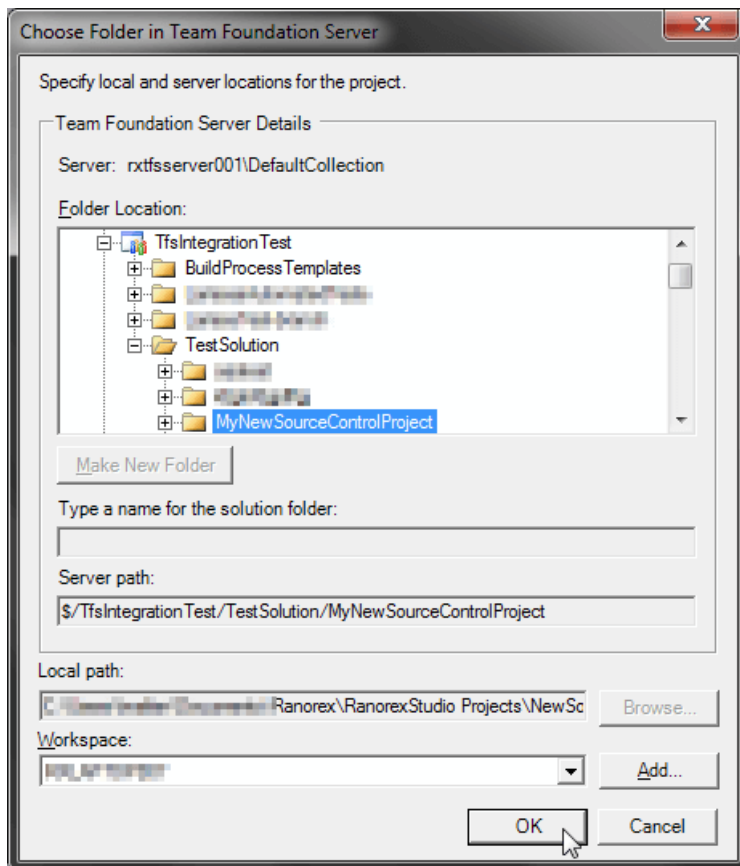 Choose Folder in Team Foundation Server
Specify local and server locations for the project.
Team Foundation Server Details
Server: rxtfsserver001\DefaultCollection
Folder Location:
TfsIntegrationTest
BuildProcessTemplates
TestSolution
MyNewSourceControlProject
Make New Folder
Type a name for the solution folder:
Server path:
$/TfsIntegrationTest/TestSolution/MyNewSourceControlProject
Local path:
Ranorex\RanorexStudio Projects\NewSc
Browse...
Workspace:
Add...
OK
Cancel